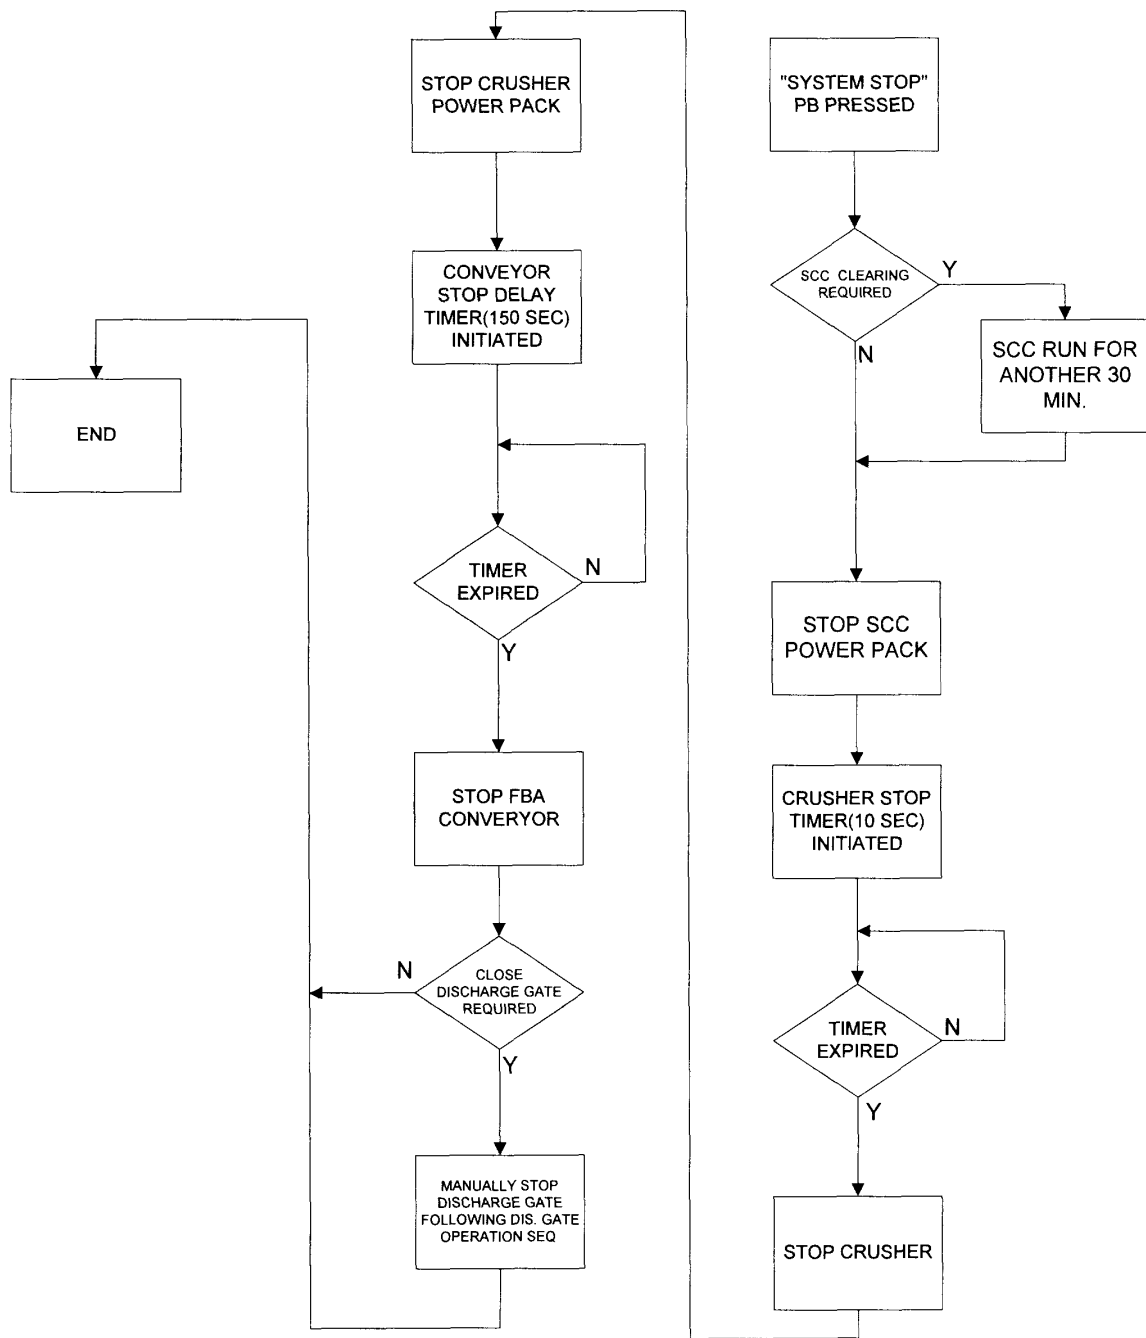 "SYSTEM STOP"
PB PRESSED
SCC CLEARING
REQUIRED
Y
N
SCC RUN FOR
ANOTHER 30
MIN.
STOP SCC
POWER PACK
CRUSHER STOP
TIMER(10 SEC)
INITIATED
TIMER
EXPIRED
N
Y
STOP CRUSHER
STOP CRUSHER
POWER PACK
CONVEYOR
STOP DELAY
TIMER(150 SEC)
INITIATED
TIMER
EXPIRED
N
Y
STOP FBA
CONVERYOR
CLOSE
DISCHARGE GATE
REQUIRED
N
Y
MANUALLY STOP
DISCHARGE GATE
FOLLOWING DIS. GATE
OPERATION SEQ
END